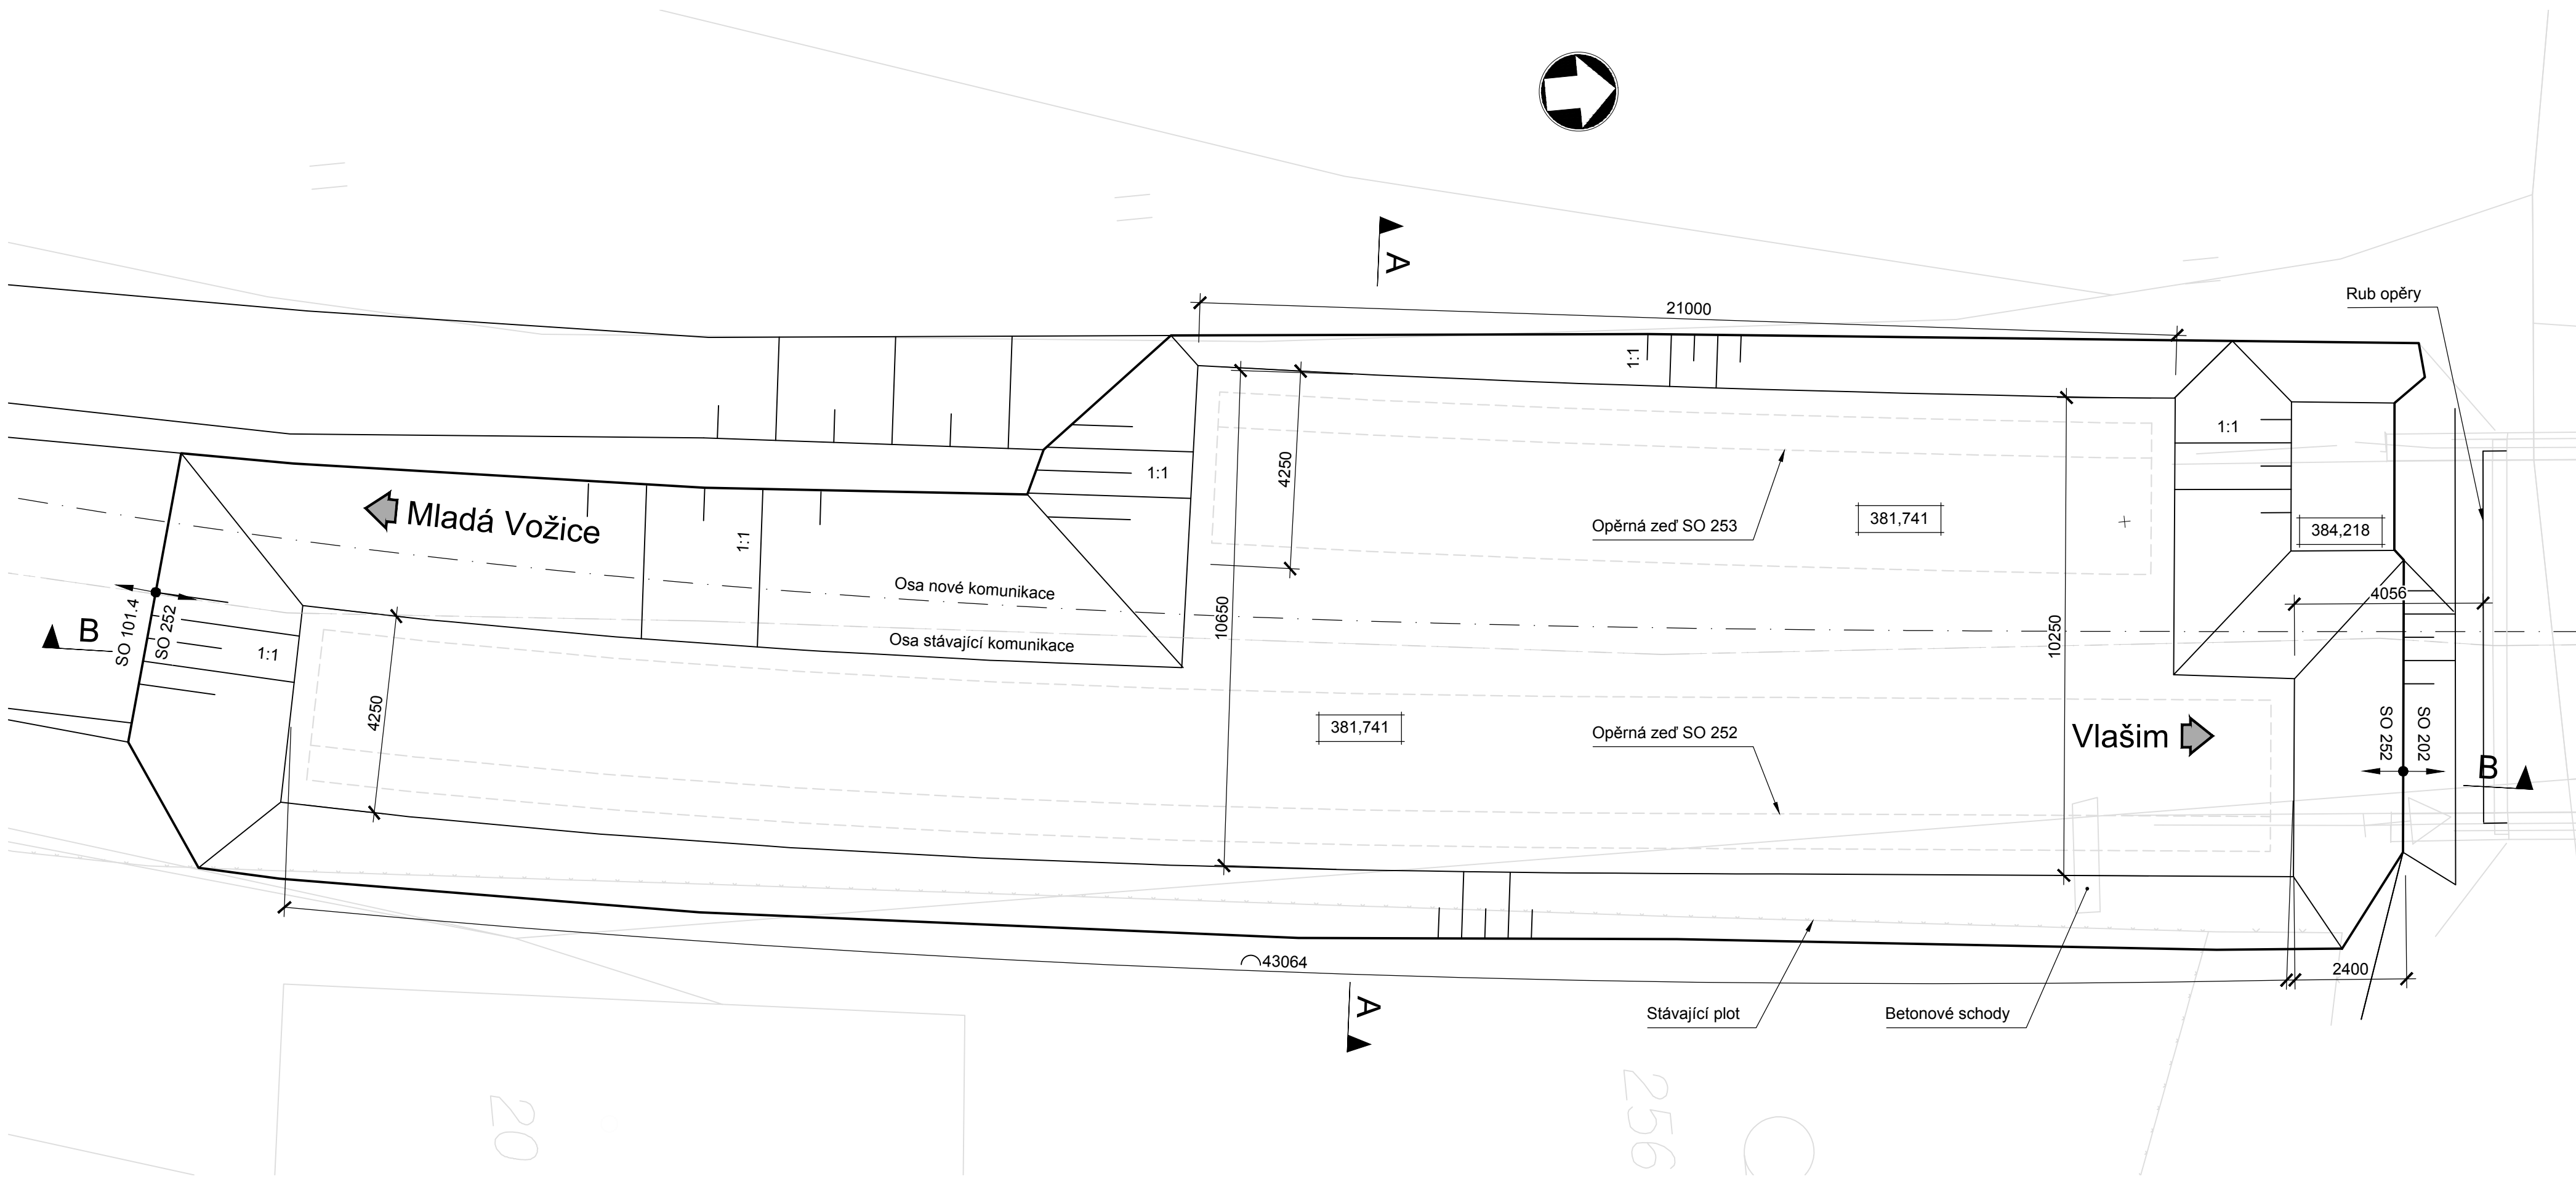 A
21000
Rub opěry
1:1
1:1
1:1
4250
Mladá Vožice
1:1
Opěrná zeď SO 253
381,741
384,218
Osa nové komunikace
4056
10650
10250
B
SO 101.4
SO 252
1:1
Osa stávající komunikace
4250
381,741
Opěrná zeď SO 252
Vlašim
SO 252
SO 202
B
43064
2400
A
Stávající plot
Betonové schody
20
256